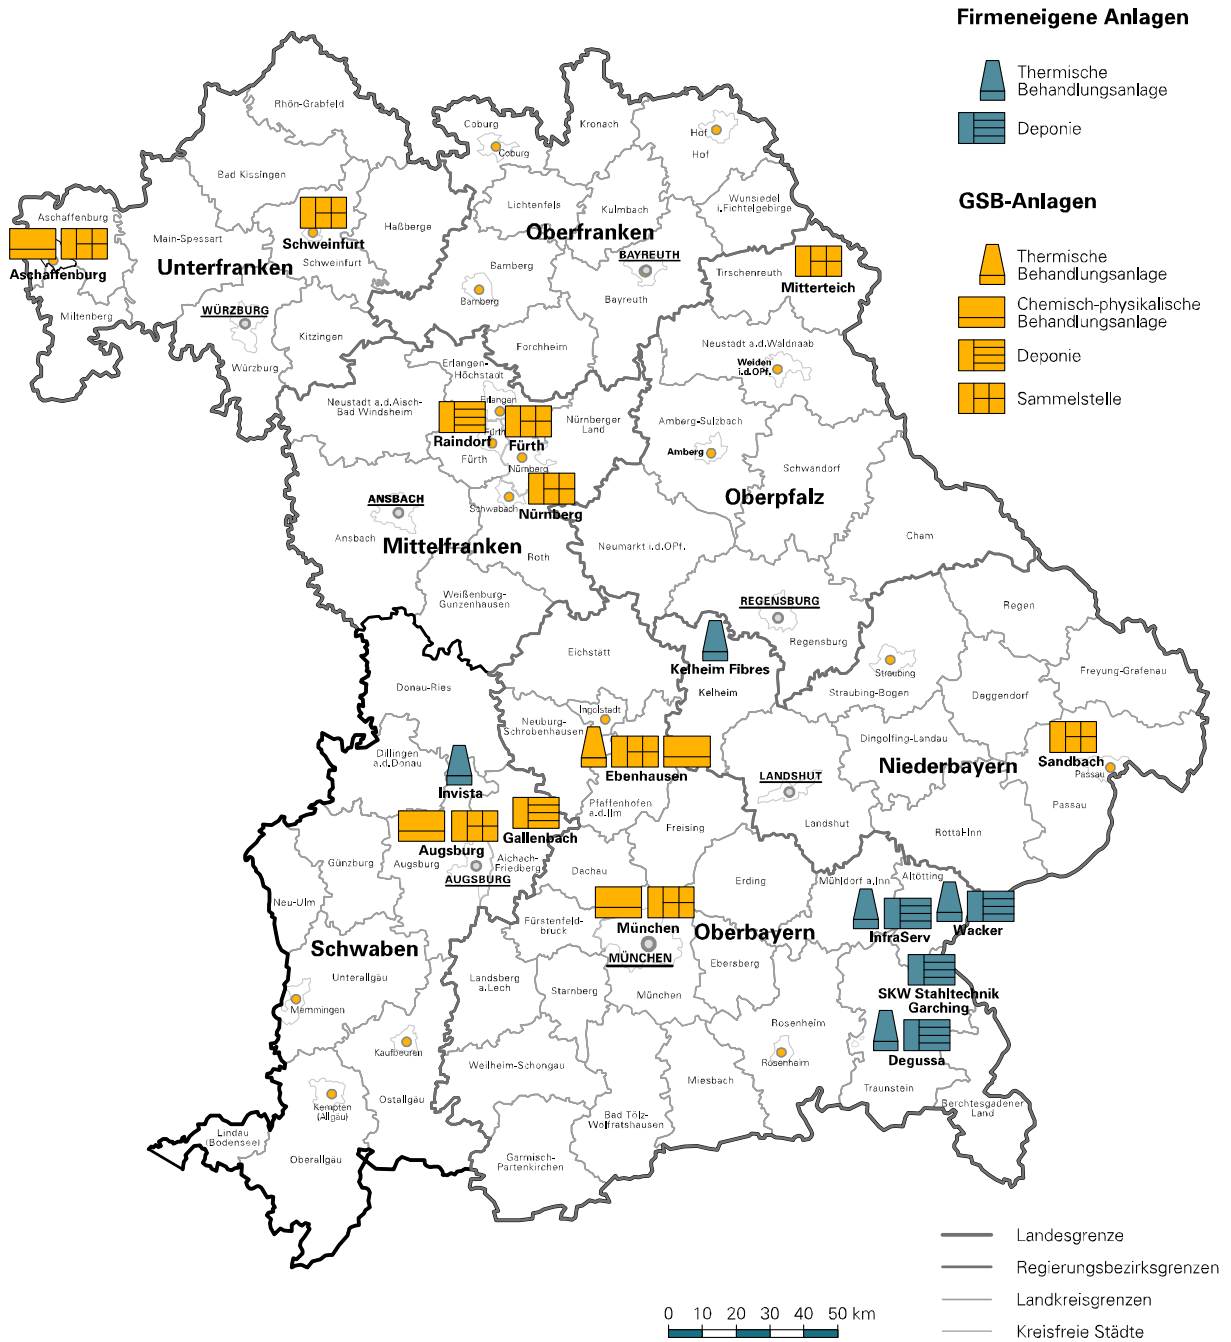 Firmeneigene Anlagen
Thermische
Behandlungsanlage
Deponie
GSB-Anlagen
Thermische
Behandlungsanlage
Chemisch-physikalische
Behandlungsanlage
Deponie
Sammelstelle
Rhön-Grabfeld
Coburg
Coburg
Kronach
Hof
Hof
Bad Kissingen
Lichtenfels
Kulmbach
Wunsiedel
i.Fichtelgebirge
Aschaffenburg
Aschaffenburg
Main-Spessart
Schweinfurt
Schweinfurt
Haßberge
Oberfranken
Unterfranken
Bamberg
Bamberg
BAYREUTH
Bayreuth
Tirschenreuth
Mitterteich
Miltenberg
WÜRZBURG
Würzburg
Kitzingen
Forchheim
Neustadt a.d.Waldnaab
Weiden
i.d.OPf.
Erlangen-
Höchstadt
Erlangen
Neustadt a.d.Aisch-
Bad Windsheim
Raindorf
Fürth
Fürth
Fürth
Nürnberger
Land
Nürnberg
Amberg-Sulzbach
Amberg
Schwandorf
ANSBACH
Ansbach
Schwabach
Nürnberg
Oberpfalz
Mittelfranken
Roth
Neumarkt i.d.OPf.
Cham
Weißenburg-
Gunzenhausen
REGENSBURG
Regensburg
Regen
Eichstätt
Kelheim Fibres
Kelheim
Straubing
Straubing-Bogen
Freyung-Grafenau
Deggendorf
Donau-Ries
Ingolstadt
Neuburg-
Schrobenhausen
Dillingen
a.d.Donau
Invista
Ebenhausen
Dingolfing-Landau
Niederbayern
Sandbach
Passau
Passau
LANDSHUT
Landshut
Rottal-Inn
Pfaffenhofen
a.d.Ilm
Freising
Gallenbach
Augsburg
Augsburg
AUGSBURG
Aichach-
Friedberg
Günzburg
Neu-Ulm
Dachau
Erding
Mühldorf a.Inn
Altötting
InfraServ
Wacker
Fürstenfeld-
bruck
München
Oberbayern
MÜNCHEN
Schwaben
Unterallgäu
Memmingen
Landsberg
a.Lech
Starnberg
München
Ebersberg
SKW Stahltechnik
Garching
Rosenheim
Rosenheim
Degussa
Traunstein
Berchtesgadener
Land
Kaufbeuren
Ostallgäu
Weilheim-Schongau
Miesbach
Bad Tölz-
Wolfratshausen
Kempten
(Allgäu)
Lindau
(Bodensee)
Oberallgäu
Garmisch-
Partenkirchen
Landesgrenze
Regierungsbezirksgrenzen
Landkreisgrenzen
Kreisfreie Städte
0 10 20 30 40 50 km